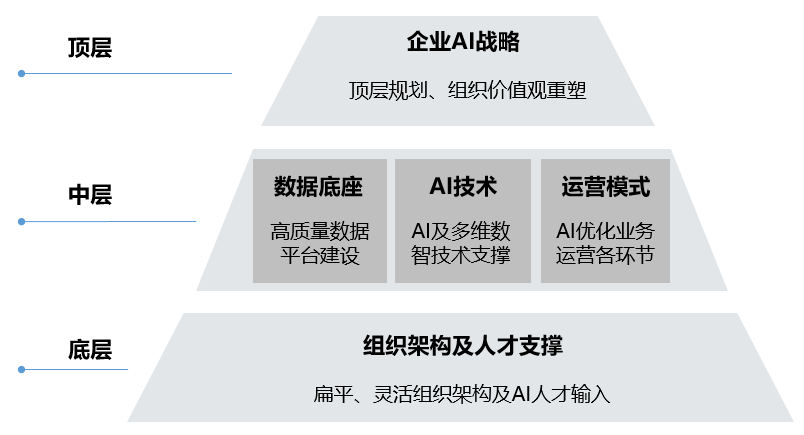 顶层
企业AI战略
顶层规划、组织价值观重塑
中层
数据底座
高质量数据
平台建设
AI技术
AI及多维数
智技术支撑
运营模式
AI优化业务
运营各环节
底层
组织架构及人才支撑
扁平、灵活组织架构及AI人才输入